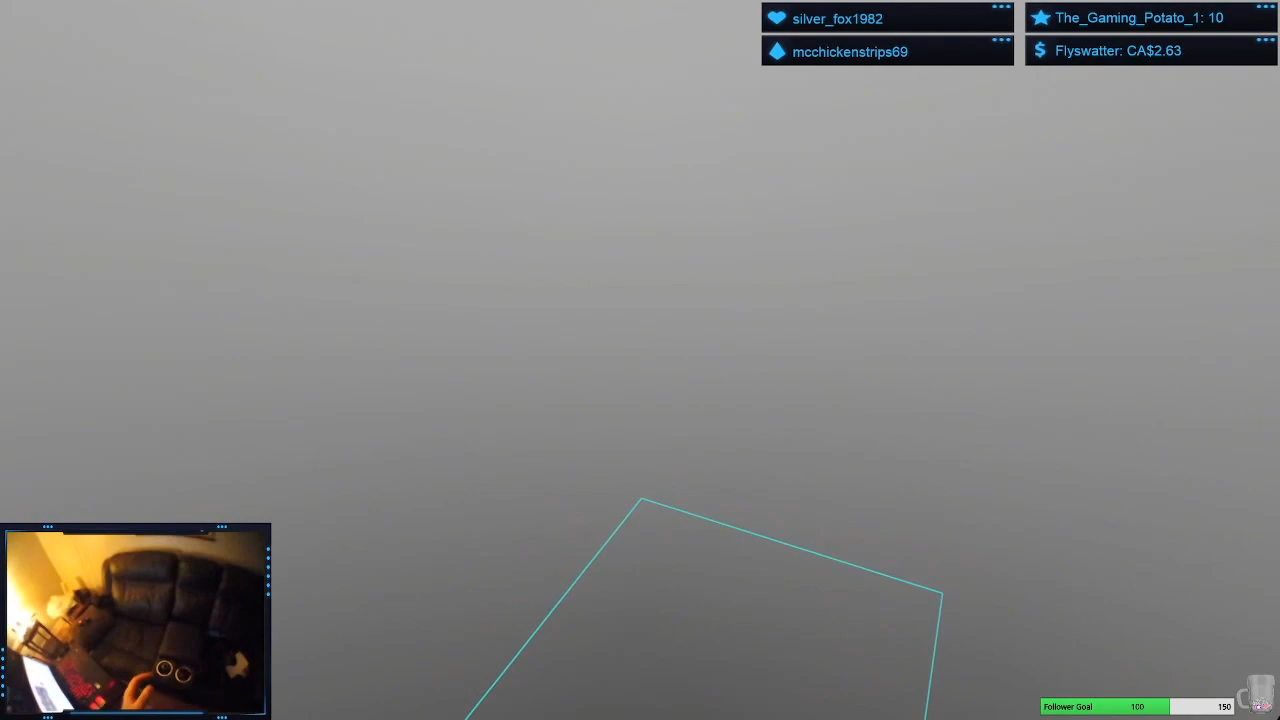 silver_fox1982
The_Gaming_Potato_1: 10
mcchickenstrips69
Flyswatter: CA$2.63
Follower Goal 100 150